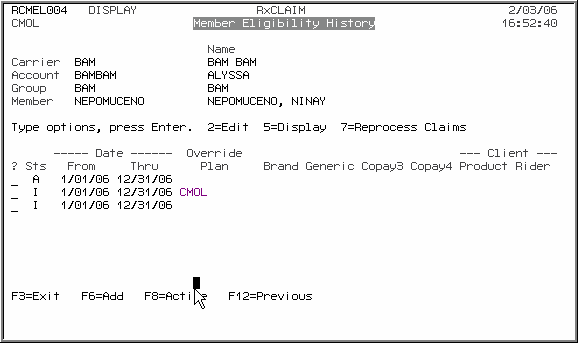 RCMEL004 DISPLAY RxCLAIM 2/03/06
CMOL Member Eligibility History 16:52:40
Name
Carrier BAM BAM BAM
Account BAMBAM ALYSSA
Group BAM BAM
Member NEPOMUCENO NEPOMUCENO, NINAY
Type options, press Enter. 2=Edit 5=Display 7=Reprocess Claims
----- Date ------ Override --- Client ---
? Sts From Thru Plan Brand Generic Copay3 Copay4 Product Rider
_ A 1/01/06 12/31/06
_ I 1/01/06 12/31/06 CMOL
_ I 1/01/06 12/31/06
F3=Exit F6=Add F8=Active F12=Previous